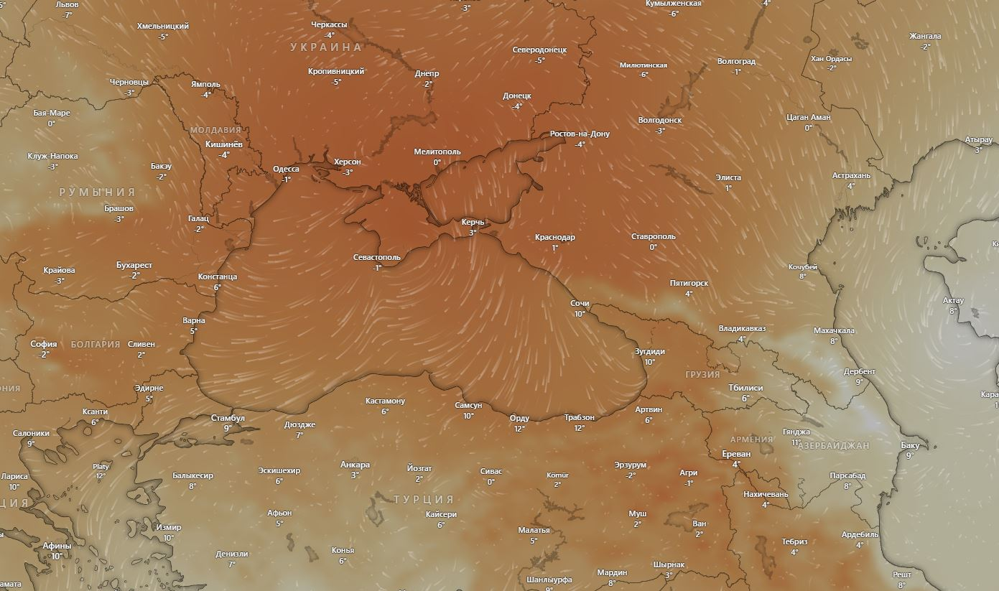 Львов
-7°
Кумылженская
-6°
-4°
-3°
5°
Хмельницкий
-5°
Черкассы
-4°
УКРАИНА
Жангала
-2°
Северодонецк
-5°
Милютинская
-6°
Волгоград
-1°
Хан Ордасы
-2°
Кропивницкий
-5°
Днепр
-2°
Черновцы
-3°
Ямполь
-4°
Донецк
-4°
Бая-Маре
0°
Волгодонск
-3°
Цаган Аман
0°
МОЛДАВИЯ
Ростов-на-Дону
-4°
Кишинёв
-4°
Атырау
3°
Клуж-Напока
-3°
Мелитополь
0°
Херсон
-3°
Бакэу
-2°
Одесса
-1°
Элиста
1°
Астрахань
4°
РУМЫНИЯ
Брашов
-3°
Галац
-2°
Керчь
3°
Краснодар
1°
Ставрополь
0°
Севастополь
-1°
Бухарест
-2°
Крайова
-3°
Констанца
6°
Кочубей
8°
Пятигорск
4°
Сочи
10°
Актау
8°
Варна
5°
Владикавказ
4°
Махачкала
8°
София
-2°
БОЛГАРИЯ
Сливен
2°
Зугдиди
10°
ГРУЗИЯ
Дербент
9°
Эдирне
5°
Тбилиси
6°
Кастамону
6°
Самсун
10°
Ксанти
6°
Стамбул
9°
Дюздже
7°
Орду
12°
Трабзон
12°
Артвин
6°
Салоники
9°
АРМЕНИЯ
Гянджа
11°
АЗЕРБАЙДЖАН
Баку
9°
Ереван
4°
Platy
12°
Лариса
10°
Балыкесир
8°
Эскишехир
6°
Анкара
3°
Йозгат
2°
Сивас
0°
Kömür
2°
Эрзурум
-2°
Агри
-1°
Парсабад
8°
Нахичевань
4°
ТУРЦИЯ
Афьон
5°
Кайсери
6°
Муш
2°
Ван
2°
Измир
10°
Малатья
5°
Ардебиль
4°
Тебриз
4°
Афины
10°
Денизли
7°
Конья
6°
Шырнак
3°
Мардин
8°
Шанлыурфа
9°
Решт
8°